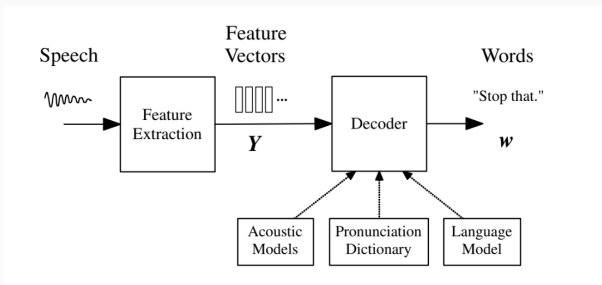 Speech
Feature
Vectors
Words
...
"Stop that."
Feature
Extraction
Decoder
Y
w
Acoustic
Models
Pronunciation
Dictionary
Language
Model